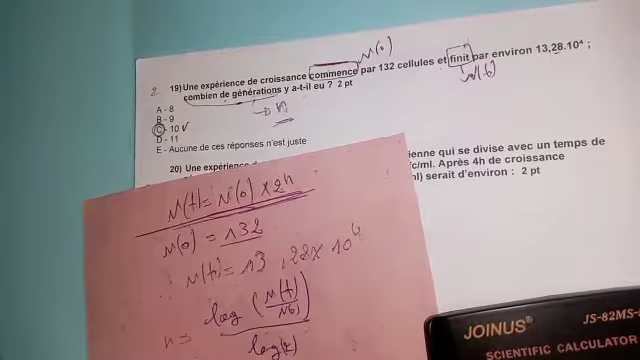 N(0)
2 19) Une expérience de croissance commence par 132 cellules et finit par environ 13,28.10⁴ ;
combien de générations y a-t-il eu ? 2 pt
N(t)
→ n
A - 8
B - 9
C - 10 ✓
D - 11
E - Aucune de ces réponses n'est juste
20) Une expérience
ienne qui se divise avec un temps de
fc/ml. Après 4h de croissance
ml) serait d'environ : 2 pt
N(t) = N(0) × 2ⁿ
N(0) = 132
N(t) = 13,28 × 10⁴
n = log (N(t)/N(0)) / log(2)
JOINUS®
JS-82MS-
SCIENTIFIC CALCULATOR